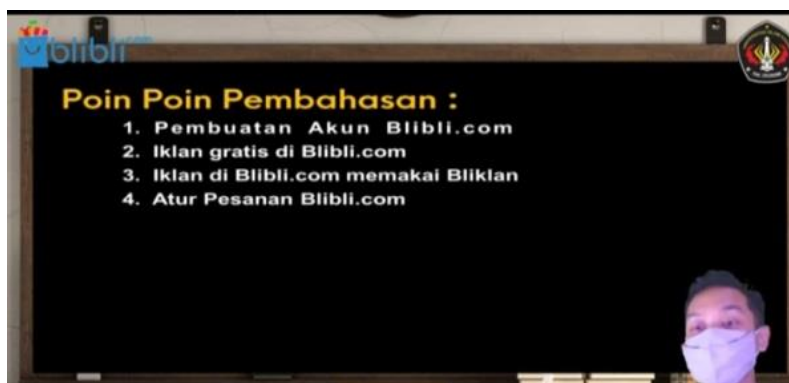 blibli.com
Poin Poin Pembahasan :
1. Pembuatan Akun Blibli.com
2. Iklan gratis di Blibli.com
3. Iklan di Blibli.com memakai Bliklan
4. Atur Pesanan Blibli.com